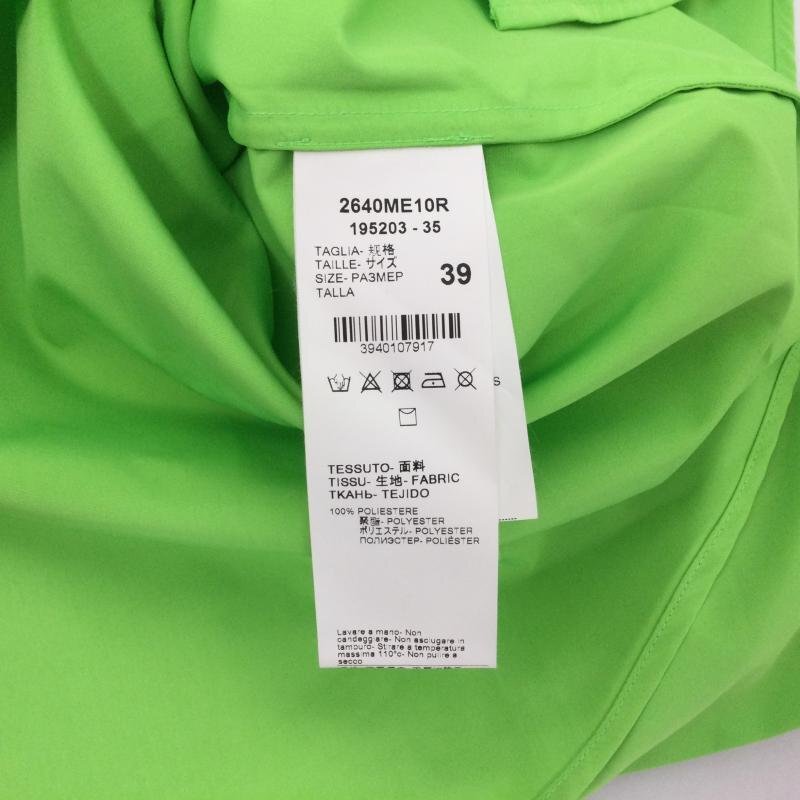 2640ME10R
195203 - 35
TAGLIA- 规格
TAILLE- サイズ
SIZE- РАЗМЕР
TALLA
39
3940107917
S
TESSUTO- 面料
TISSU- 生地- FABRIC
ТКАНЬ- TEJIDO
100% POLIESTERE
聚脂- POLYESTER
ポリエステル- POLYESTER
ПОЛИЭСТЕР- POLIÉSTER
Lavare a mano- Non
candeggiare- Non asciugare in
tamburo- Stirare a temperatura
massima 110°c- Non pulire a
secco